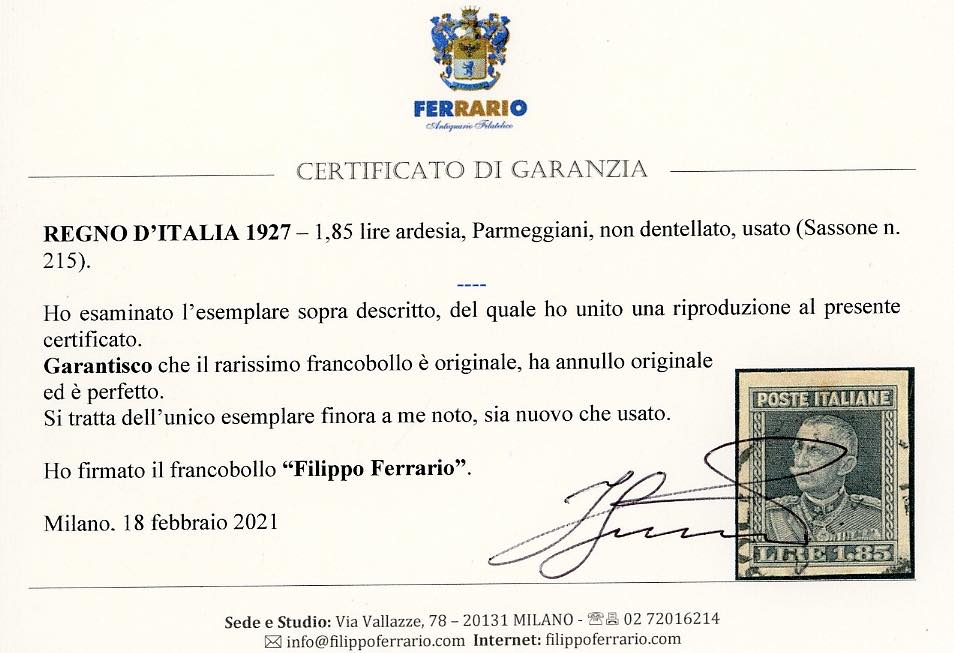 FERRARIO
Antiquario Filatelico
CERTIFICATO DI GARANZIA
REGNO D'ITALIA 1927 – 1,85 lire ardesia, Parmeggiani, non dentellato, usato (Sassone n.
215).
----
Ho esaminato l'esemplare sopra descritto, del quale ho unito una riproduzione al presente
certificato.
Garantisco che il rarissimo francobollo è originale, ha annullo originale
ed è perfetto.
Si tratta dell'unico esemplare finora a me noto, sia nuovo che usato.
Ho firmato il francobollo “Filippo Ferrario”.
Milano. 18 febbraio 2021
POSTE ITALIANE
LIRE 1.85
Sede e Studio: Via Vallazze, 78 – 20131 MILANO - ☏🖷 02 72016214
✉ info@filippoferrario.com Internet: filippoferrario.com